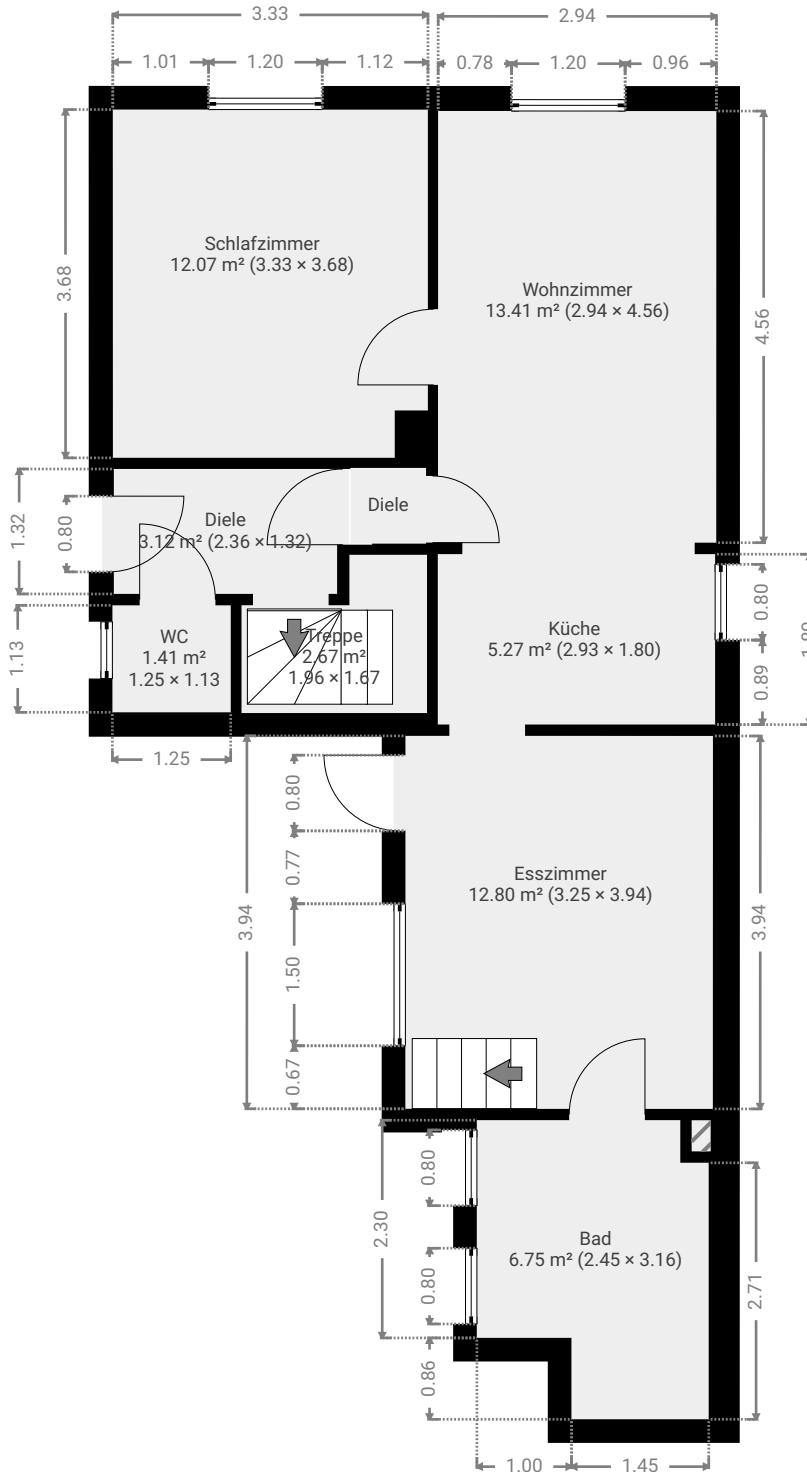 3.33
2.94
1.01
1.20
1.12
0.78
1.20
0.96
3.68
Schlafzimmer
12.07 m² (3.33 × 3.68)
Wohnzimmer
13.41 m² (2.94 × 4.56)
4.56
1.32
0.80
Diele
3.12 m² (2.36 × 1.32)
Diele
1.13
WC
1.41 m²
1.25 × 1.13
Treppe
2.67 m²
1.96 × 1.67
Küche
5.27 m² (2.93 × 1.80)
0.80
0.89
1.80
1.25
3.94
0.80
0.77
1.50
0.67
Esszimmer
12.80 m² (3.25 × 3.94)
3.94
2.30
0.80
0.80
0.86
Bad
6.75 m² (2.45 × 3.16)
2.71
1.00
1.45